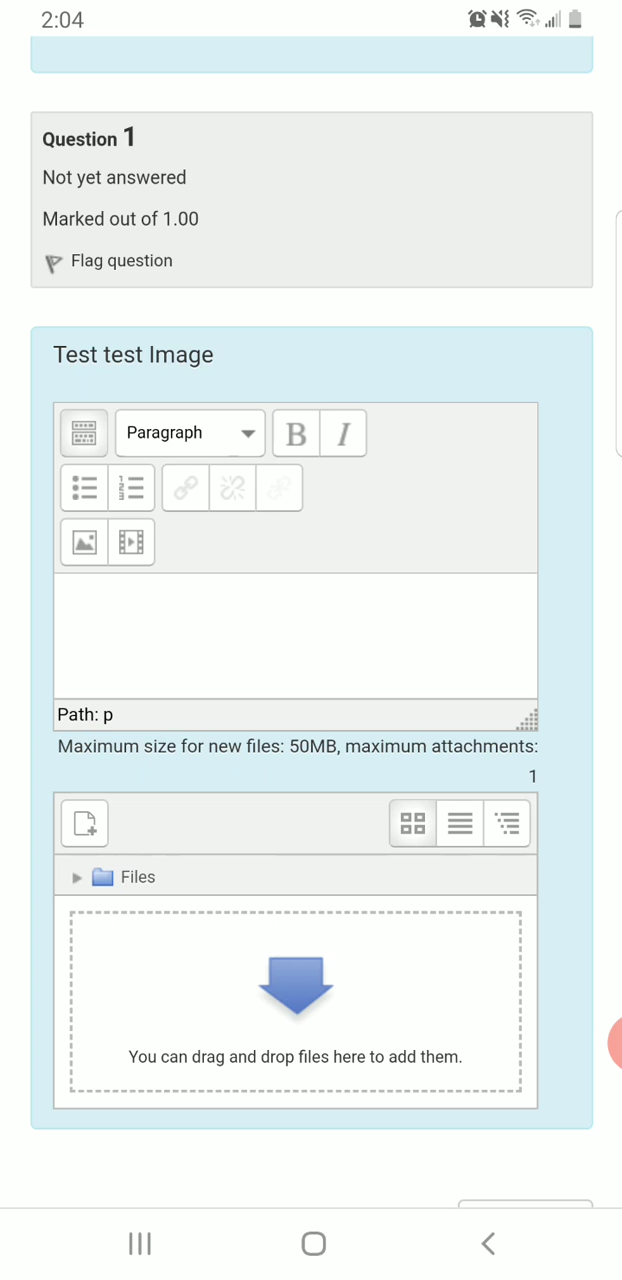 2:04
Question 1
Not yet answered
Marked out of 1.00
Flag question
Test test Image
Paragraph
B I
Path: p
Maximum size for new files: 50MB, maximum attachments:
1
Files
You can drag and drop files here to add them.